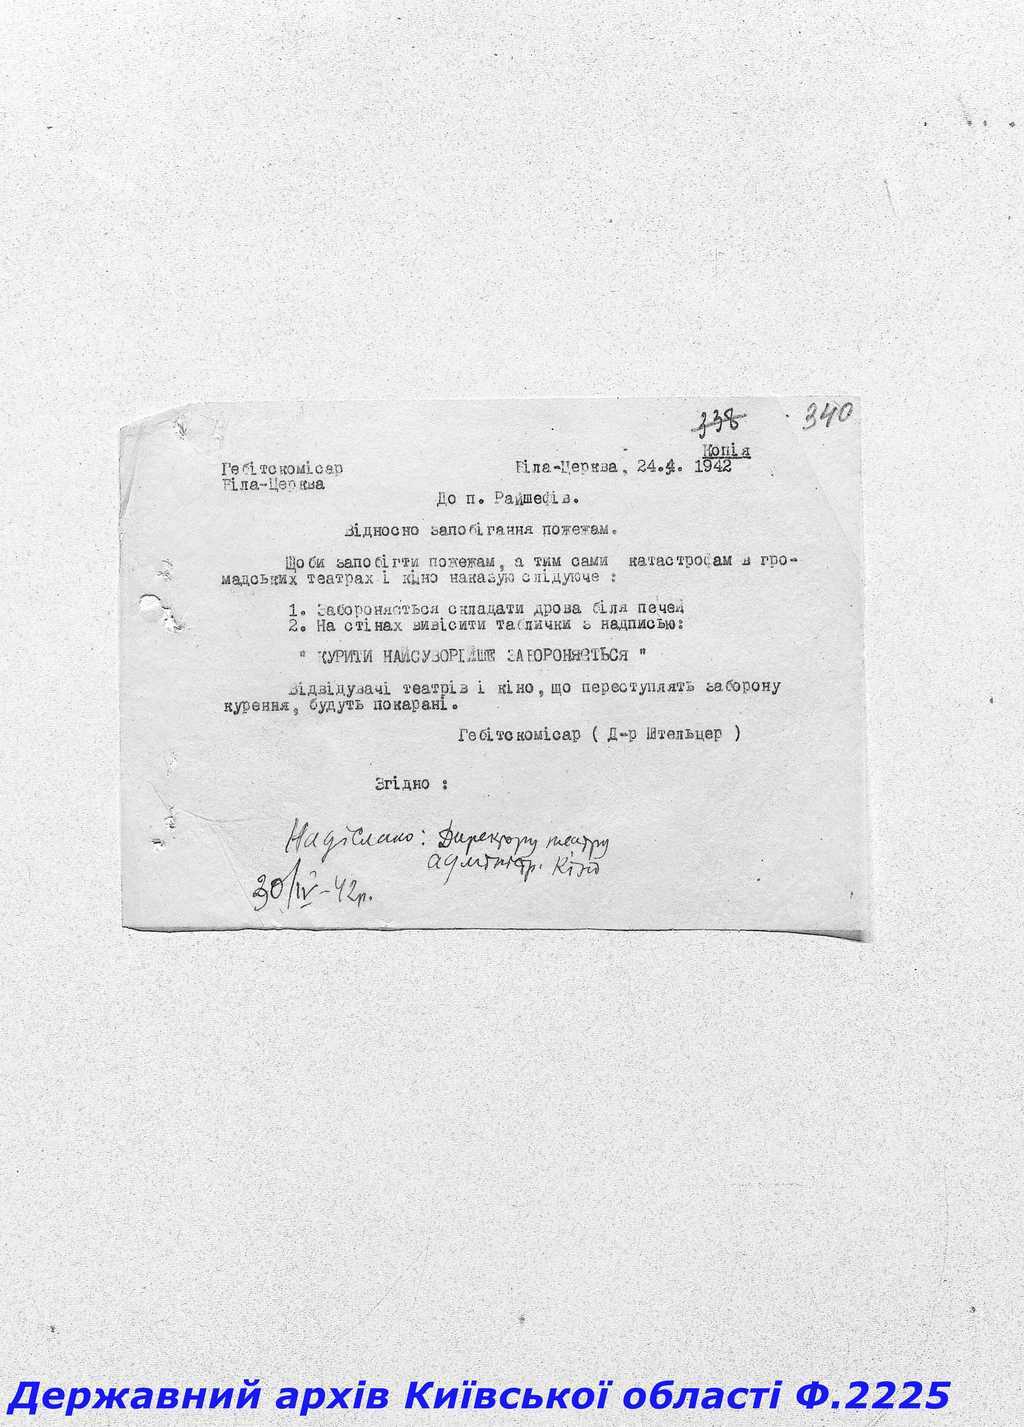 338
340
Копія
Гебітскомісар
Біла-Церква, 24.4. 1942
Біла-Церква
До п. Райшефів.
Відносно запобігання пожежам.
Щоби запобігти пожежам, а тим сами катастрофам в гро-
мадських театрах і кіно наказую слідуюче :
1. Забороняється складати дрова біля печей
2. На стінах вивісити таблички з надписью:
" КУРИТИ НАЙСУВОРІЙШЕ ЗАБОРОНЯЄТЬСЯ "
Відвідувачі театрів і кіно, що переступлять заборону
курення, будуть покарані.
Гебітскомісар ( Д-р Штельцер )
Згідно :
Надіслано: Директору театру
адміністр. кіно
30/IV-42р.
Державний архів Київської області Ф.2225